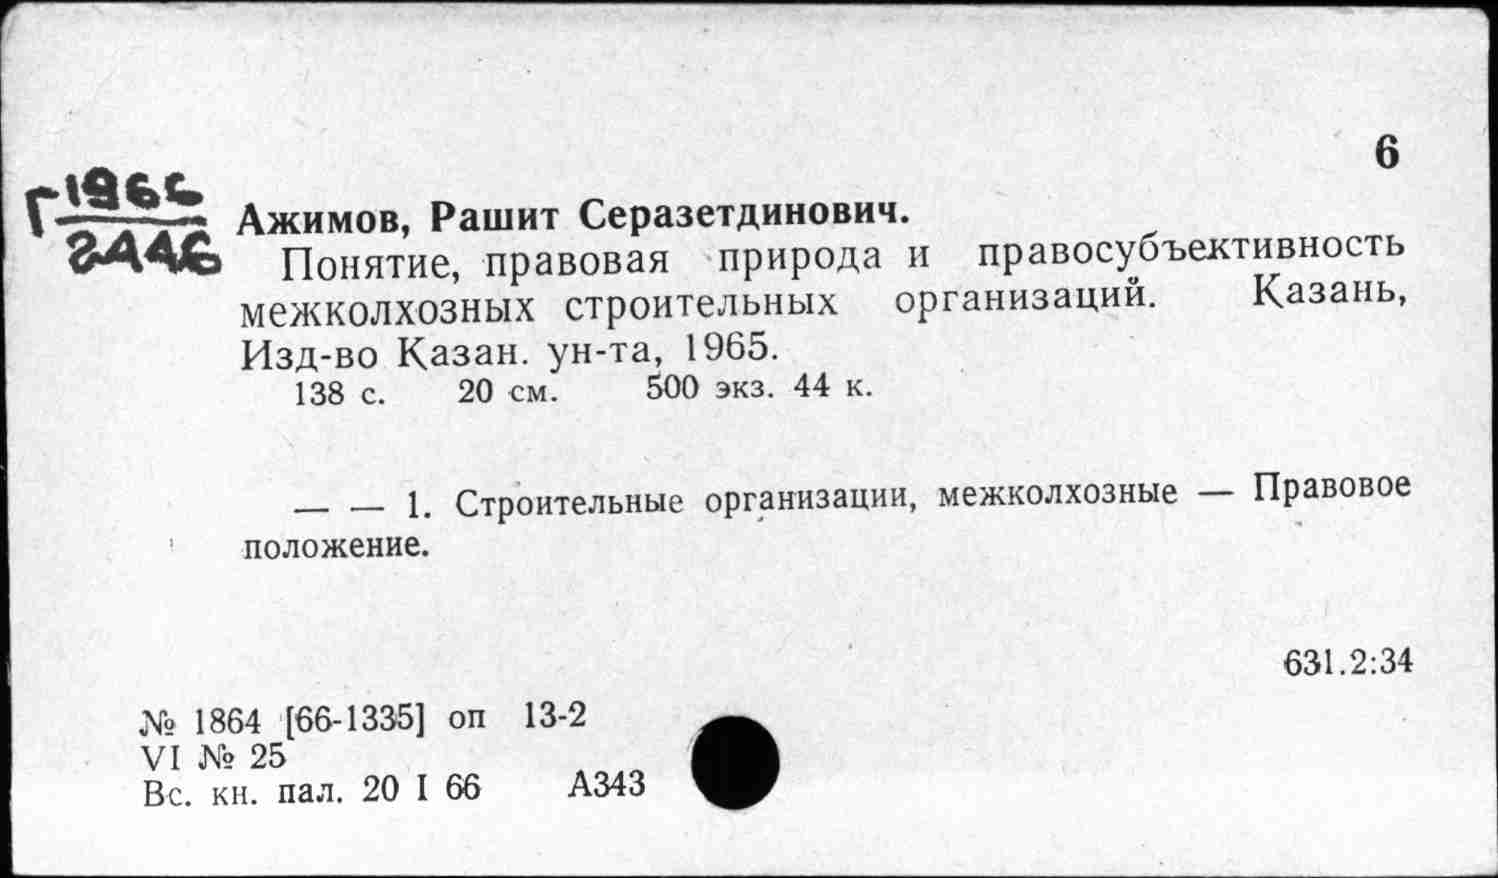 6
Г 1966
2446
Ажимов, Рашит Серазетдинович.
Понятие, правовая природа и правосубъективность
межколхозных строительных организаций. Казань,
Изд-во Казан. ун-та, 1965.
138 с. 20 см. 500 экз. 44 к.
— — 1. Строительные организации, межколхозные — Правовое
положение.
631.2:34
№ 1864 [66-1335] оп 13-2
VI № 25
Вс. кн. пал. 20 I 66 А343